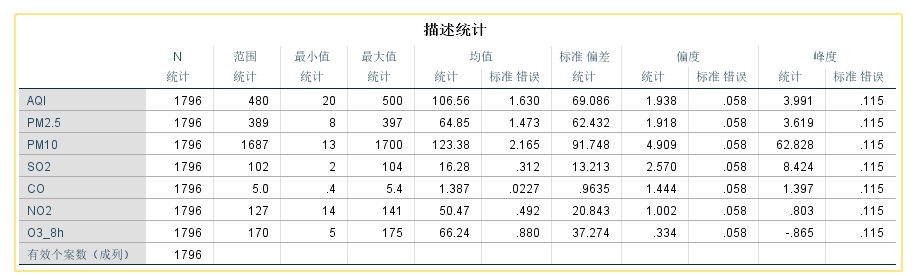 描述统计
N 范围 最小值 最大值 均值 标准 偏差 偏度 峰度
统计 统计 统计 统计 统计 标准 错误 统计 统计 标准 错误 统计 标准 错误
AQI 1796 480 20 500 106.56 1.630 69.086 1.938 .058 3.991 .115
PM2.5 1796 389 8 397 64.85 1.473 62.432 1.918 .058 3.619 .115
PM10 1796 1687 13 1700 123.38 2.165 91.748 4.909 .058 62.828 .115
SO2 1796 102 2 104 16.28 .312 13.213 2.570 .058 8.424 .115
CO 1796 5.0 .4 5.4 1.387 .0227 .9635 1.444 .058 1.397 .115
NO2 1796 127 14 141 50.47 .492 20.843 1.002 .058 .803 .115
O3_8h 1796 170 5 175 66.24 .880 37.274 .334 .058 -.865 .115
有效个案数（成列） 1796